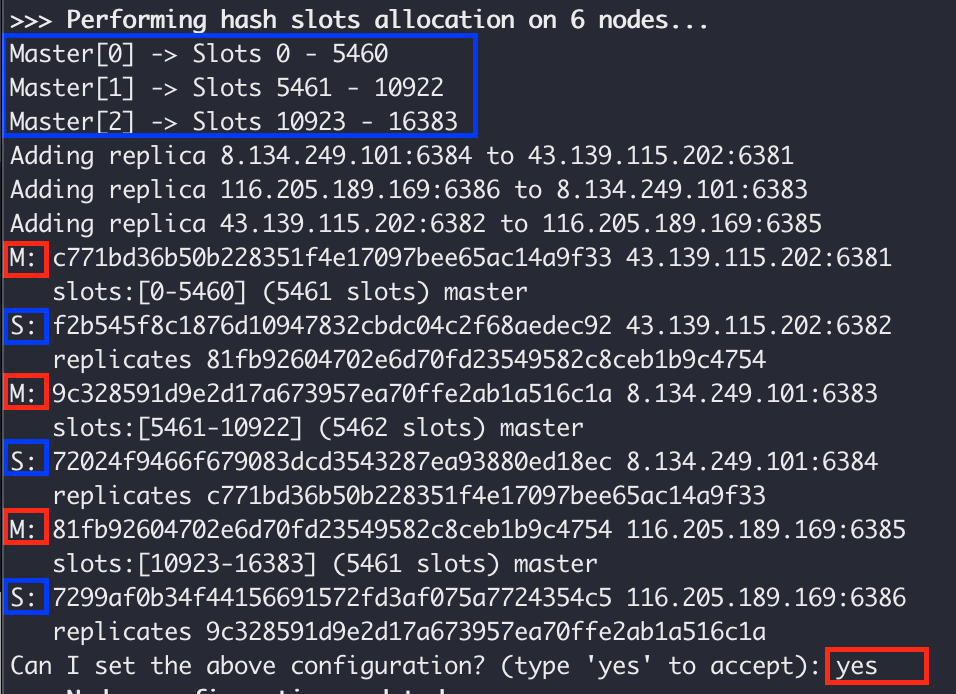 >>> Performing hash slots allocation on 6 nodes...
Master[0] -> Slots 0 - 5460
Master[1] -> Slots 5461 - 10922
Master[2] -> Slots 10923 - 16383
Adding replica 8.134.249.101:6384 to 43.139.115.202:6381
Adding replica 116.205.189.169:6386 to 8.134.249.101:6383
Adding replica 43.139.115.202:6382 to 116.205.189.169:6385
M: c771bd36b50b228351f4e17097bee65ac14a9f33 43.139.115.202:6381
slots:[0-5460] (5461 slots) master
S: f2b545f8c1876d10947832cbdc04c2f68aedec92 43.139.115.202:6382
replicates 81fb92604702e6d70fd23549582c8ceb1b9c4754
M: 9c328591d9e2d17a673957ea70ffe2ab1a516c1a 8.134.249.101:6383
slots:[5461-10922] (5462 slots) master
S: 72024f9466f679083dcd3543287ea93880ed18ec 8.134.249.101:6384
replicates c771bd36b50b228351f4e17097bee65ac14a9f33
M: 81fb92604702e6d70fd23549582c8ceb1b9c4754 116.205.189.169:6385
slots:[10923-16383] (5461 slots) master
S: 7299af0b34f44156691572fd3af075a7724354c5 116.205.189.169:6386
replicates 9c328591d9e2d17a673957ea70ffe2ab1a516c1a
Can I set the above configuration? (type 'yes' to accept): yes